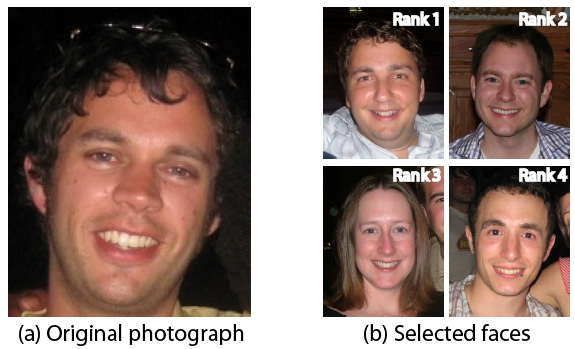 Rank 1
Rank 2
Rank 3
Rank 4
(a) Original photograph
(b) Selected faces